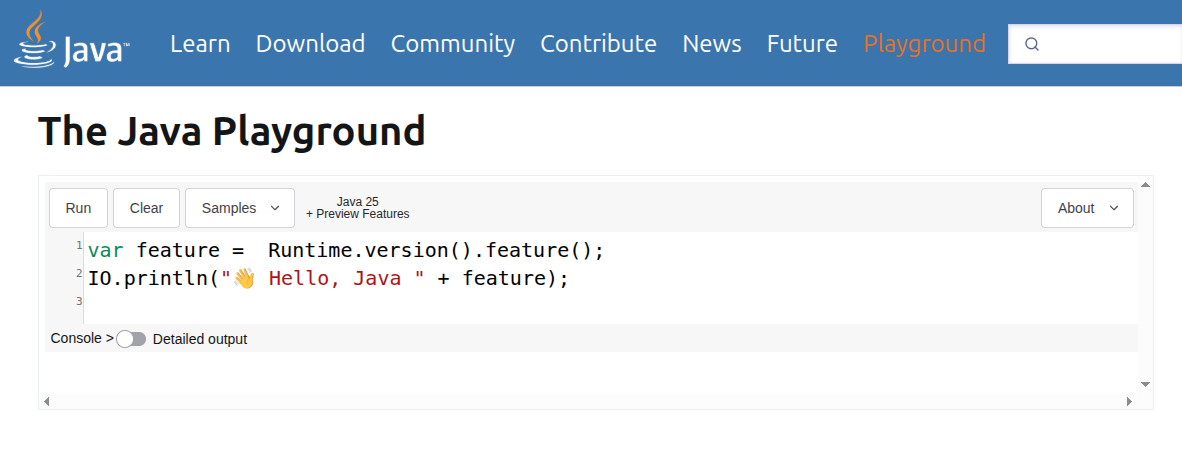 Java™ Learn Download Community Contribute News Future Playground
The Java Playground
Run Clear Samples Java 25
+ Preview Features
About
1 var feature =  Runtime.version().feature();
2 IO.println("👋 Hello, Java " + feature);
3
Console > Detailed output